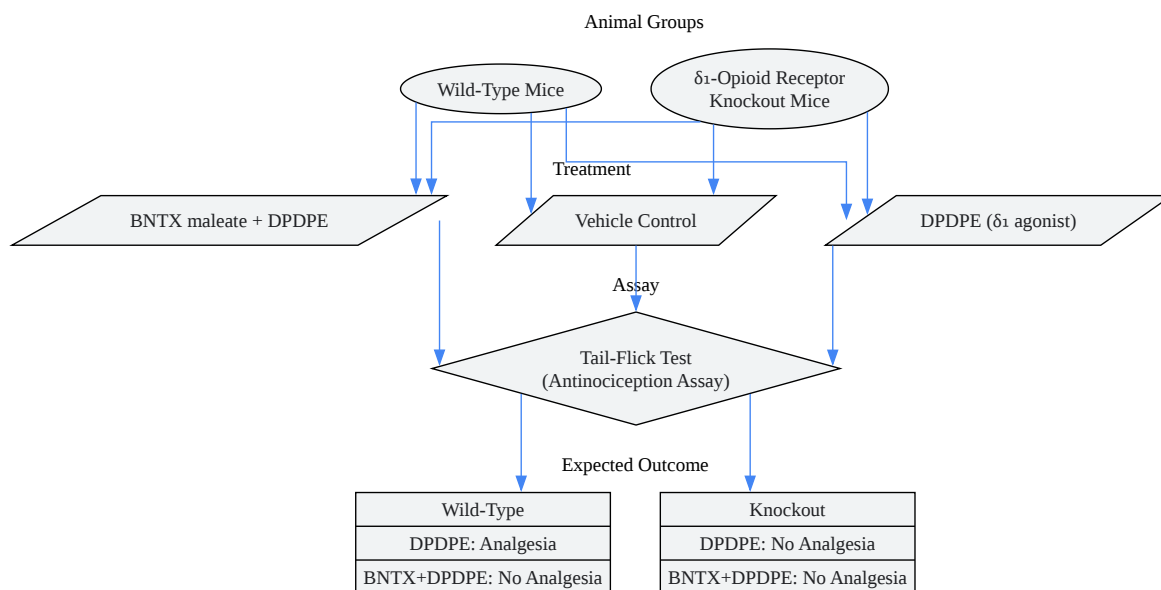 Animal Groups
Wild-Type Mice
δ₁-Opioid Receptor
Knockout Mice
Treatment
BNTX maleate + DPDPE
Vehicle Control
DPDPE (δ₁ agonist)
Assay
Tail-Flick Test
(Antinociception Assay)
Expected Outcome
Wild-Type
DPDPE: Analgesia
BNTX+DPDPE: No Analgesia
Knockout
DPDPE: No Analgesia
BNTX+DPDPE: No Analgesia